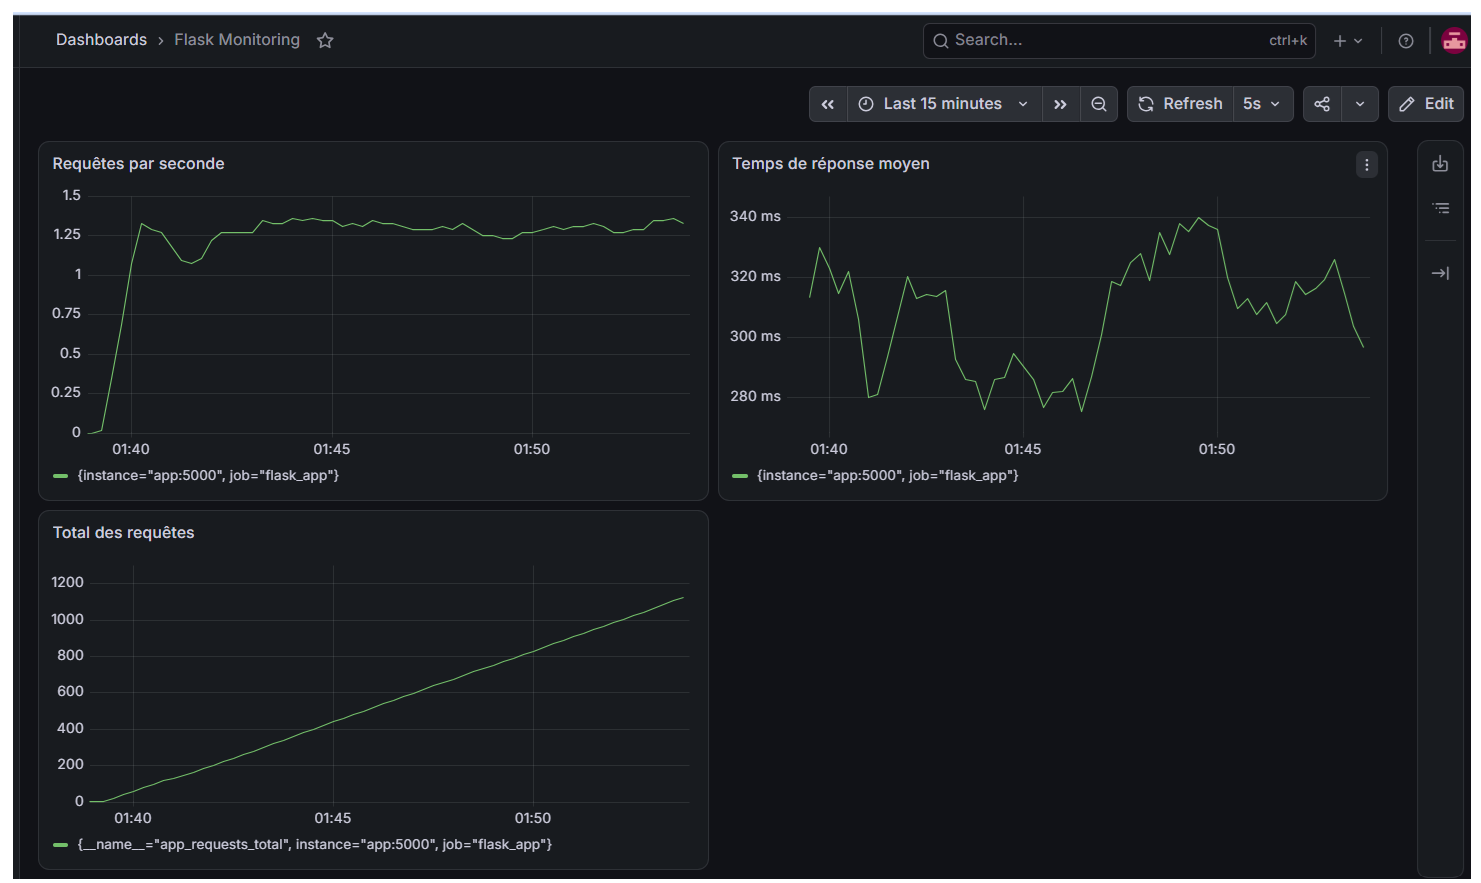 Dashboards › Flask Monitoring
Search... ctrl+k
Last 15 minutes Refresh 5s Edit
Requêtes par seconde
1.5
1.25
1
0.75
0.5
0.25
0
01:40 01:45 01:50
{instance="app:5000", job="flask_app"}
Temps de réponse moyen
340 ms
320 ms
300 ms
280 ms
01:40 01:45 01:50
{instance="app:5000", job="flask_app"}
Total des requêtes
1200
1000
800
600
400
200
0
01:40 01:45 01:50
{__name__="app_requests_total", instance="app:5000", job="flask_app"}